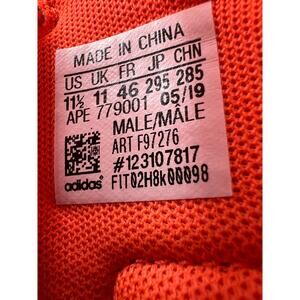 MADE IN CHINA
US UK FR JP CHN
11½ 11 46 295 285
APE 779001 05/19
MALE/MÂLE
ART F97276
#123107817
adidas FIT02H8k00098